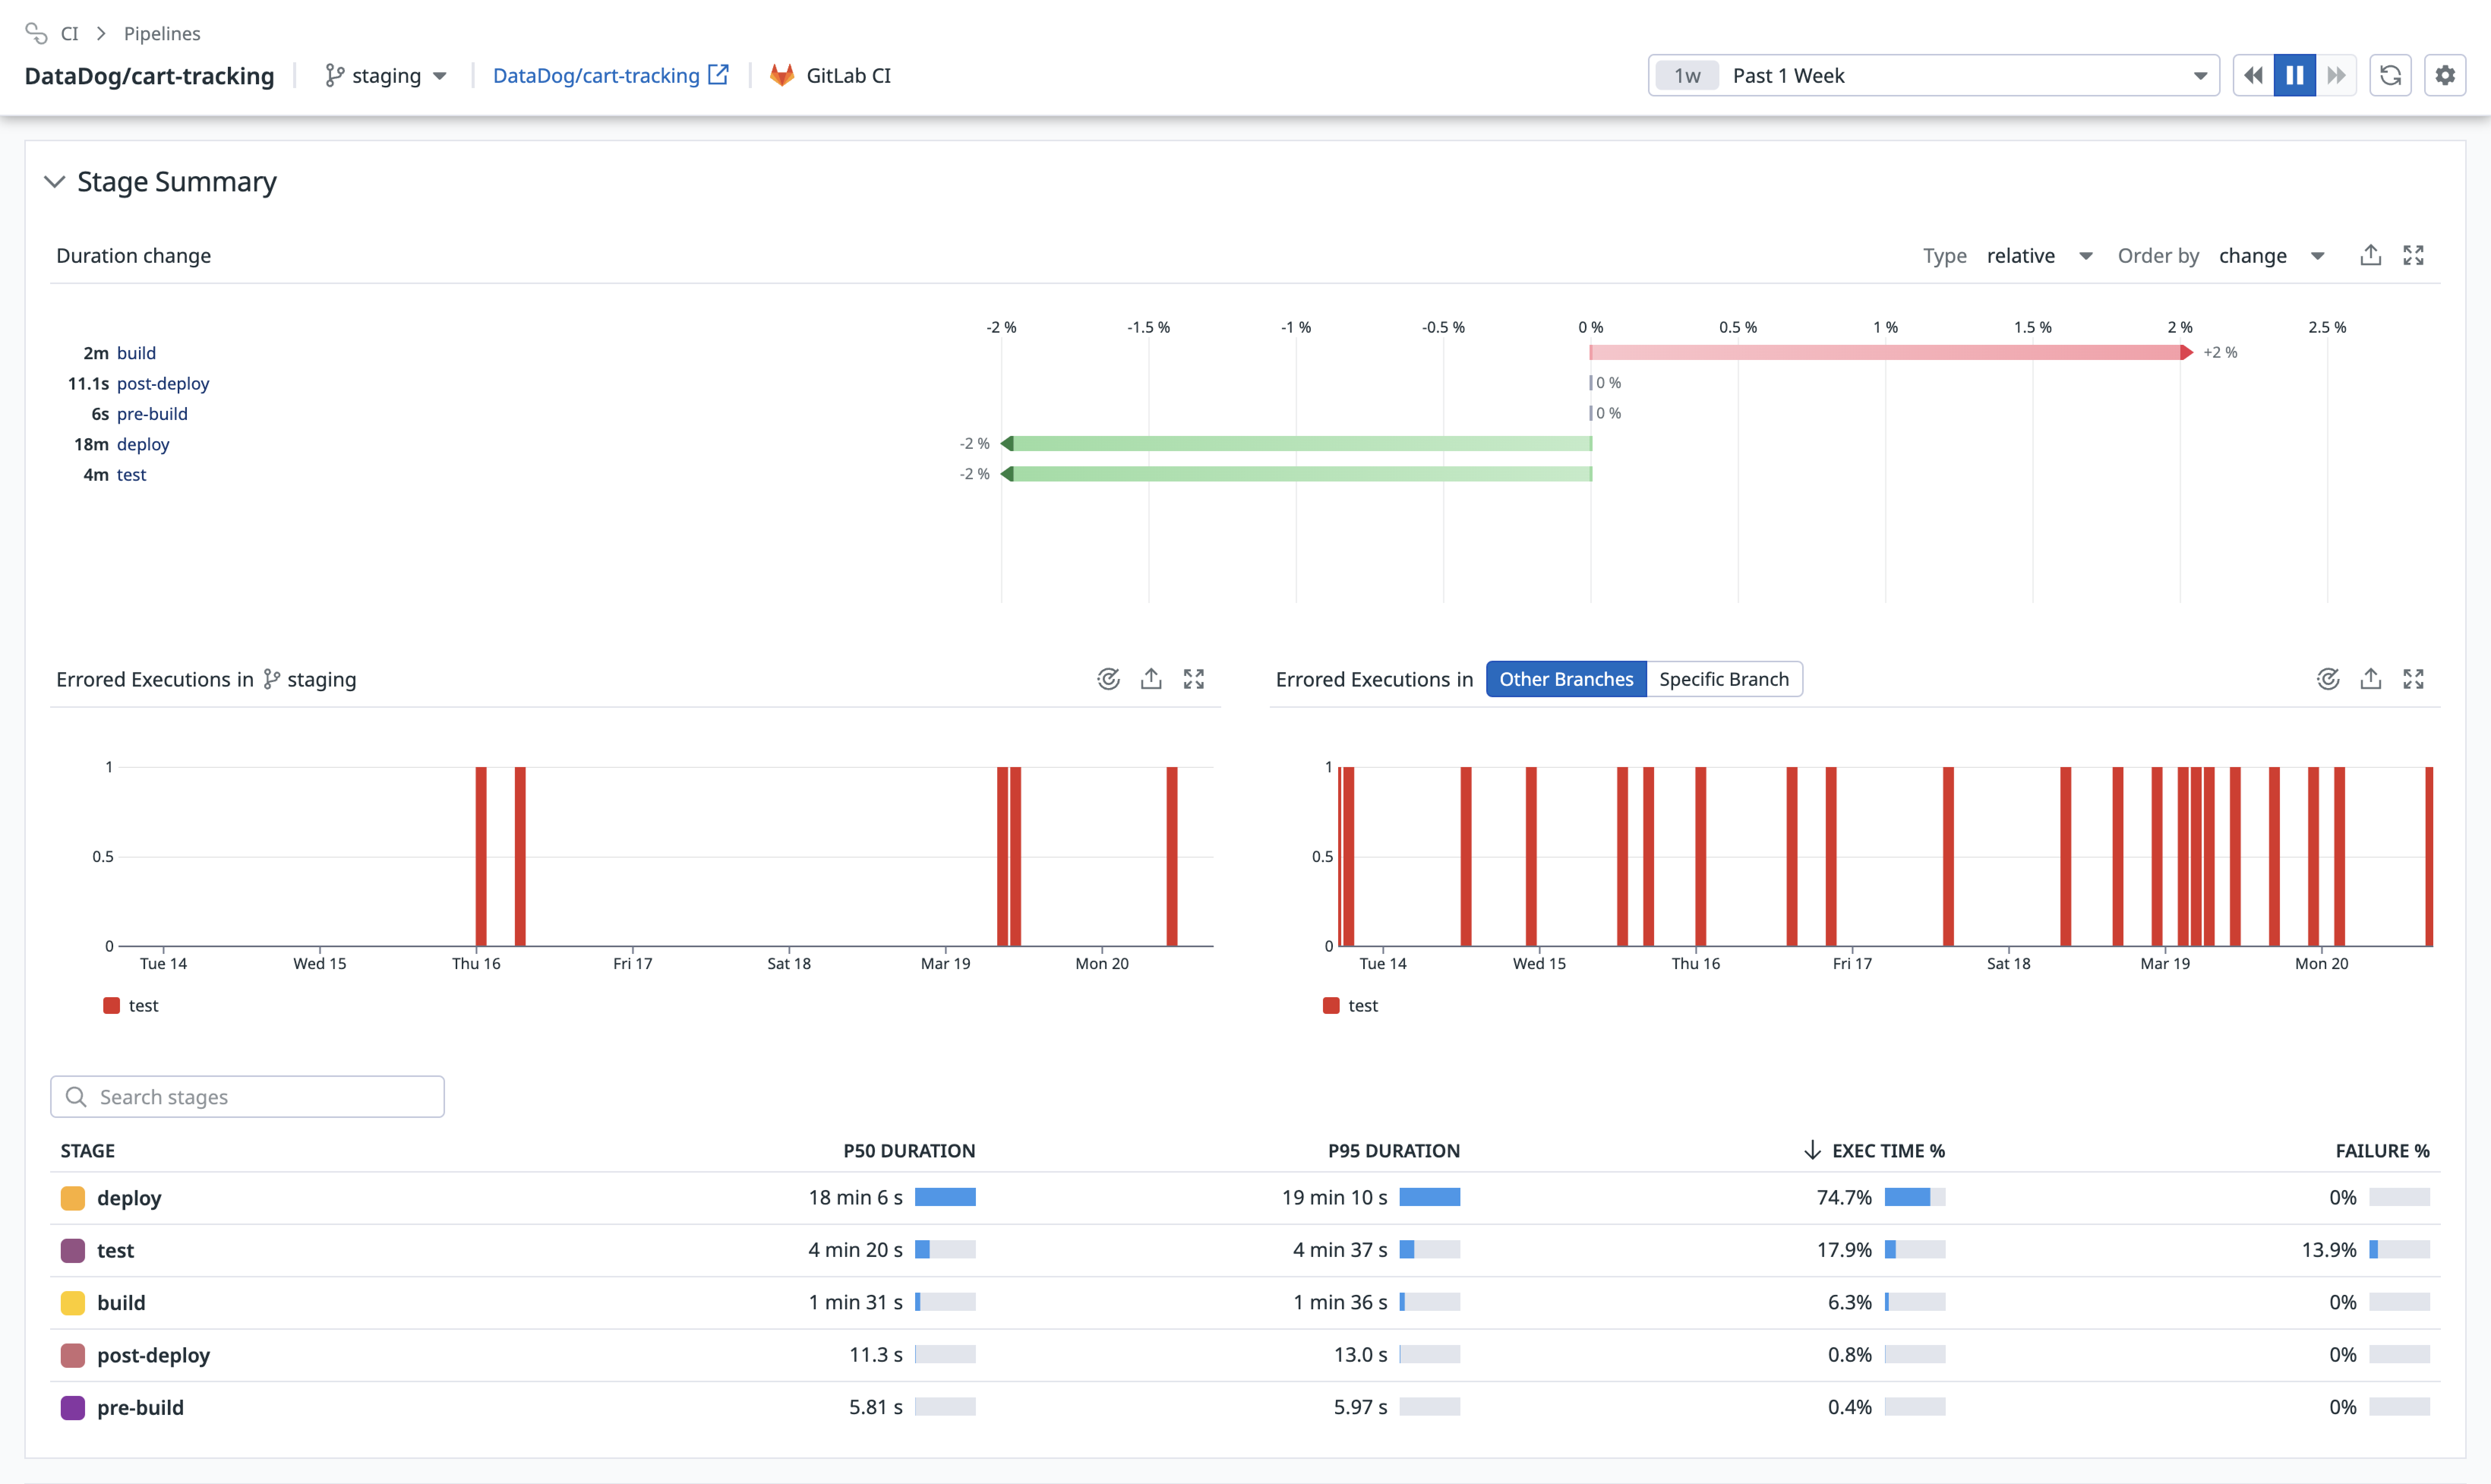 CI > Pipelines
DataDog/cart-tracking staging DataDog/cart-tracking GitLab CI 1w Past 1 Week
Stage Summary
Duration change Type relative Order by change
-2 % -1.5 % -1 % -0.5 % 0 % 0.5 % 1 % 1.5 % 2 % 2.5 %
2m build +2 %
11.1s post-deploy 0 %
6s pre-build 0 %
18m deploy -2 %
4m test -2 %
Errored Executions in staging
1
0.5
0
Tue 14 Wed 15 Thu 16 Fri 17 Sat 18 Mar 19 Mon 20
test
Errored Executions in Other Branches Specific Branch
1
0.5
0
Tue 14 Wed 15 Thu 16 Fri 17 Sat 18 Mar 19 Mon 20
test
Search stages
STAGE P50 DURATION P95 DURATION EXEC TIME % FAILURE %
deploy 18 min 6 s 19 min 10 s 74.7% 0%
test 4 min 20 s 4 min 37 s 17.9% 13.9%
build 1 min 31 s 1 min 36 s 6.3% 0%
post-deploy 11.3 s 13.0 s 0.8% 0%
pre-build 5.81 s 5.97 s 0.4% 0%